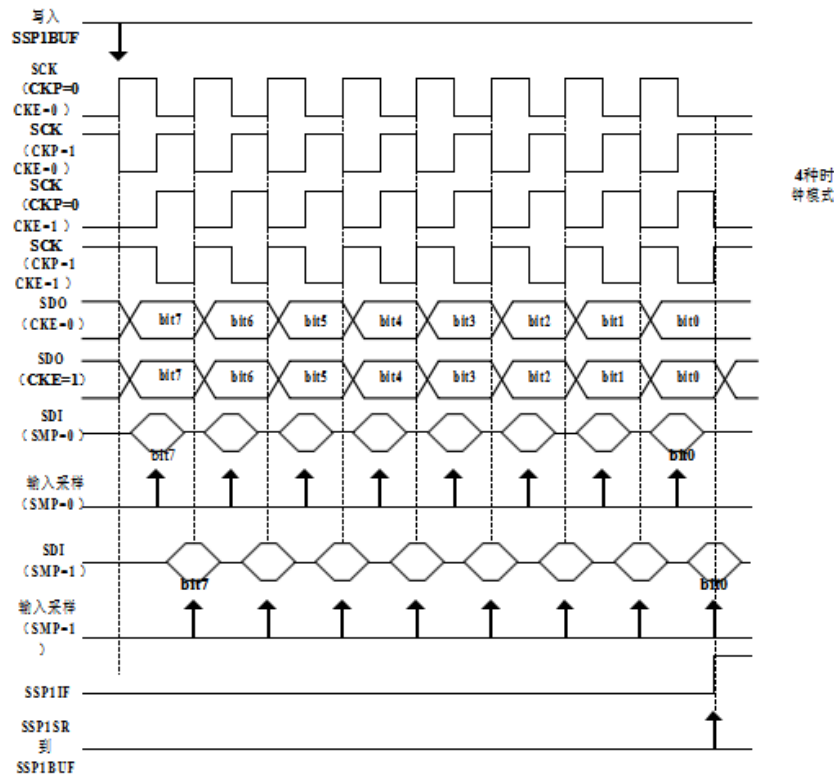 写入
SSP1BUF
SCK
（CKP=0
CKE=0）
SCK
（CKP=1
CKE=0）
SCK
（CKP=0
CKE=1）
SCK
（CKP=1
CKE=1）
4种时
钟模式
SDO
（CKE=0）
bit7 bit6 bit5 bit4 bit3 bit2 bit1 bit0
SDO
（CKE=1）
bit7 bit6 bit5 bit4 bit3 bit2 bit1 bit0
SDI
（SMP=0）
bit7 bit0
输入采样
（SMP=0）
SDI
（SMP=1）
bit7 bit0
输入采样
（SMP=1
）
SSP1IF
SSP1SR
到
SSP1BUF